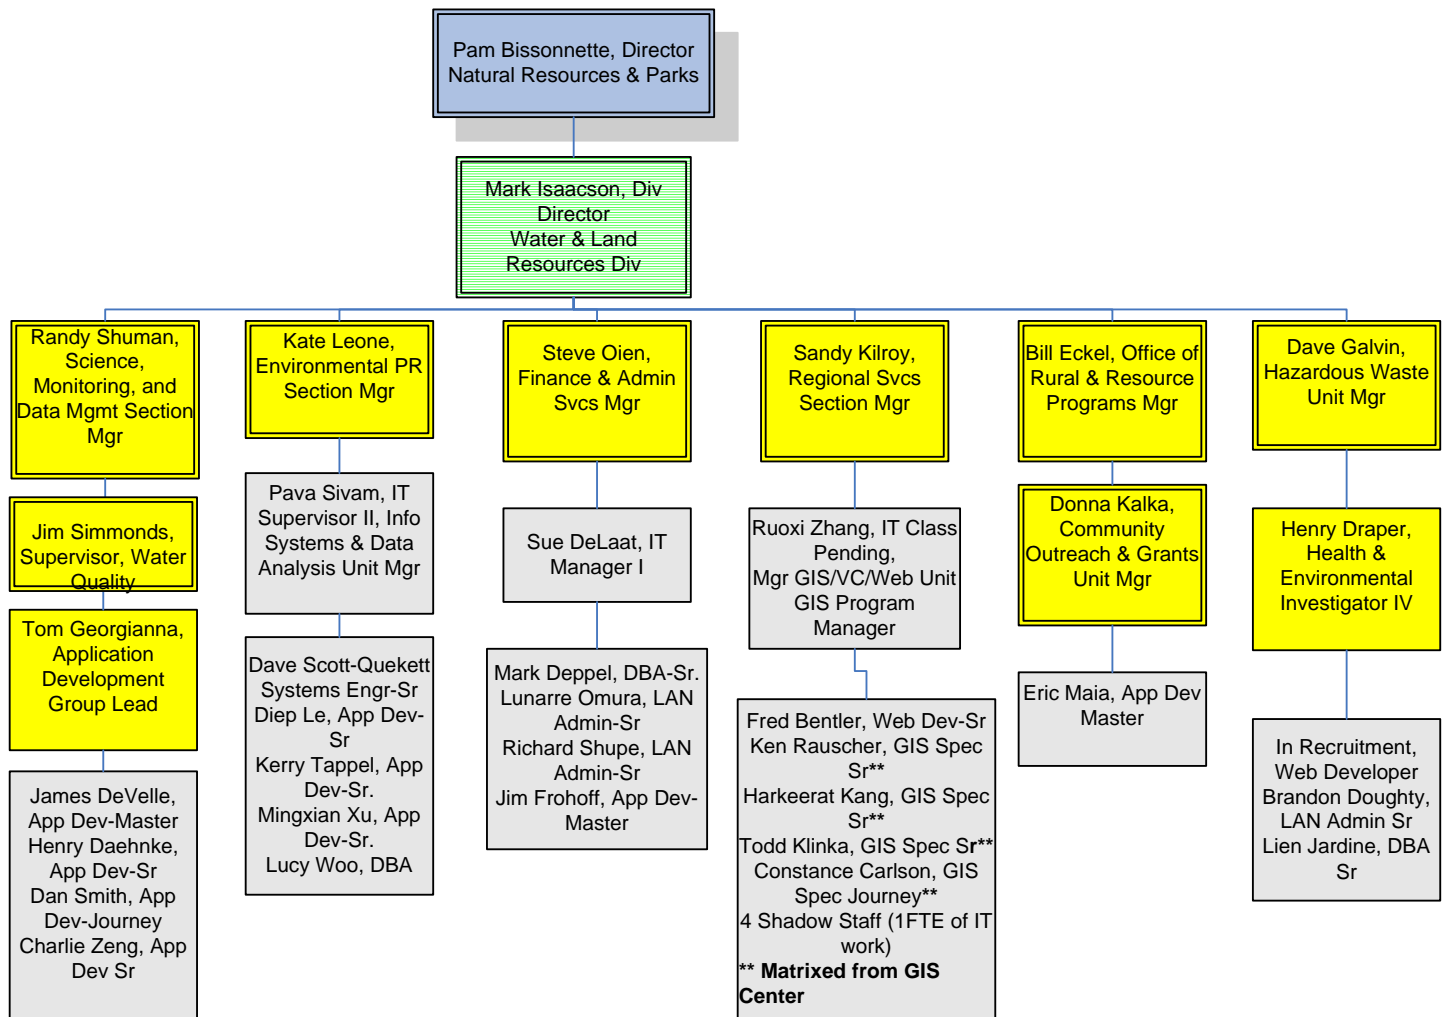 Pam Bissonnette, Director
Natural Resources & Parks
Mark Isaacson, Div
Director
Water & Land
Resources Div
Randy Shuman,
Science,
Monitoring, and
Data Mgmt Section
Mgr
Kate Leone,
Environmental PR
Section Mgr
Steve Oien,
Finance & Admin
Svcs Mgr
Sandy Kilroy,
Regional Svcs
Section Mgr
Bill Eckel, Office of
Rural & Resource
Programs Mgr
Dave Galvin,
Hazardous Waste
Unit Mgr
Jim Simmonds,
Supervisor, Water
Quality
Pava Sivam, IT
Supervisor II, Info
Systems & Data
Analysis Unit Mgr
Sue DeLaat, IT
Manager I
Ruoxi Zhang, IT Class
Pending,
Mgr GIS/VC/Web Unit
GIS Program
Manager
Donna Kalka,
Community
Outreach & Grants
Unit Mgr
Henry Draper,
Health &
Environmental
Investigator IV
Tom Georgianna,
Application
Development
Group Lead
Dave Scott-Quekett
Systems Engr-Sr
Diep Le, App Dev-
Sr
Kerry Tappel, App
Dev-Sr.
Mingxian Xu, App
Dev-Sr.
Lucy Woo, DBA
Mark Deppel, DBA-Sr.
Lunarre Omura, LAN
Admin-Sr
Richard Shupe, LAN
Admin-Sr
Jim Frohoff, App Dev-
Master
Fred Bentler, Web Dev-Sr
Ken Rauscher, GIS Spec
Sr**
Harkeerat Kang, GIS Spec
Sr**
Todd Klinka, GIS Spec Sr**
Constance Carlson, GIS
Spec Journey**
4 Shadow Staff (1FTE of IT
work)
** Matrixed from GIS
Center
Eric Maia, App Dev
Master
In Recruitment,
Web Developer
Brandon Doughty,
LAN Admin Sr
Lien Jardine, DBA
Sr
James DeVelle,
App Dev-Master
Henry Daehnke,
App Dev-Sr
Dan Smith, App
Dev-Journey
Charlie Zeng, App
Dev Sr